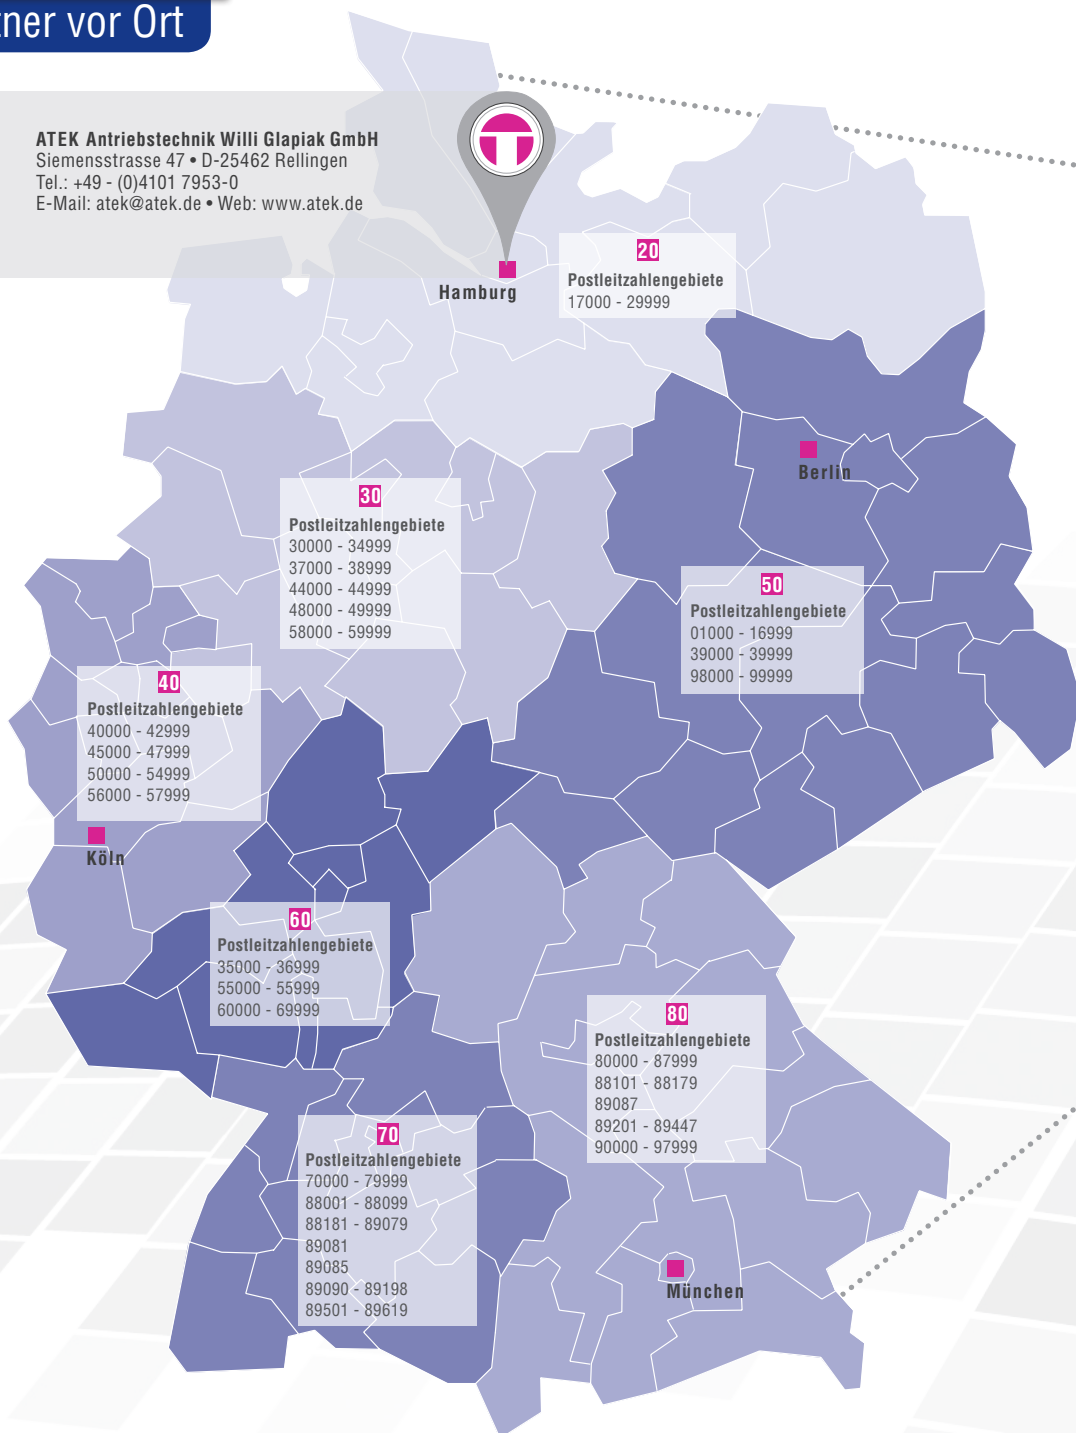 vor Ort
ATEK Antriebstechnik Willi Glapiak GmbH
Siemensstrasse 47 • D-25462 Rellingen
Tel.: +49 - (0)4101 7953-0
E-Mail: atek@atek.de • Web: www.atek.de
Hamburg
20
Postleitzahlengebiete
17000 - 29999
Berlin
30
Postleitzahlengebiete
30000 - 34999
37000 - 38999
44000 - 44999
48000 - 49999
58000 - 59999
50
Postleitzahlengebiete
01000 - 16999
39000 - 39999
98000 - 99999
40
Postleitzahlengebiete
40000 - 42999
45000 - 47999
50000 - 54999
56000 - 57999
Köln
60
Postleitzahlengebiete
35000 - 36999
55000 - 55999
60000 - 69999
80
Postleitzahlengebiete
80000 - 87999
88101 - 88179
89087
89201 - 89447
90000 - 97999
70
Postleitzahlengebiete
70000 - 79999
88001 - 88099
88181 - 89079
89081
89085
89090 - 89198
89501 - 89619
München